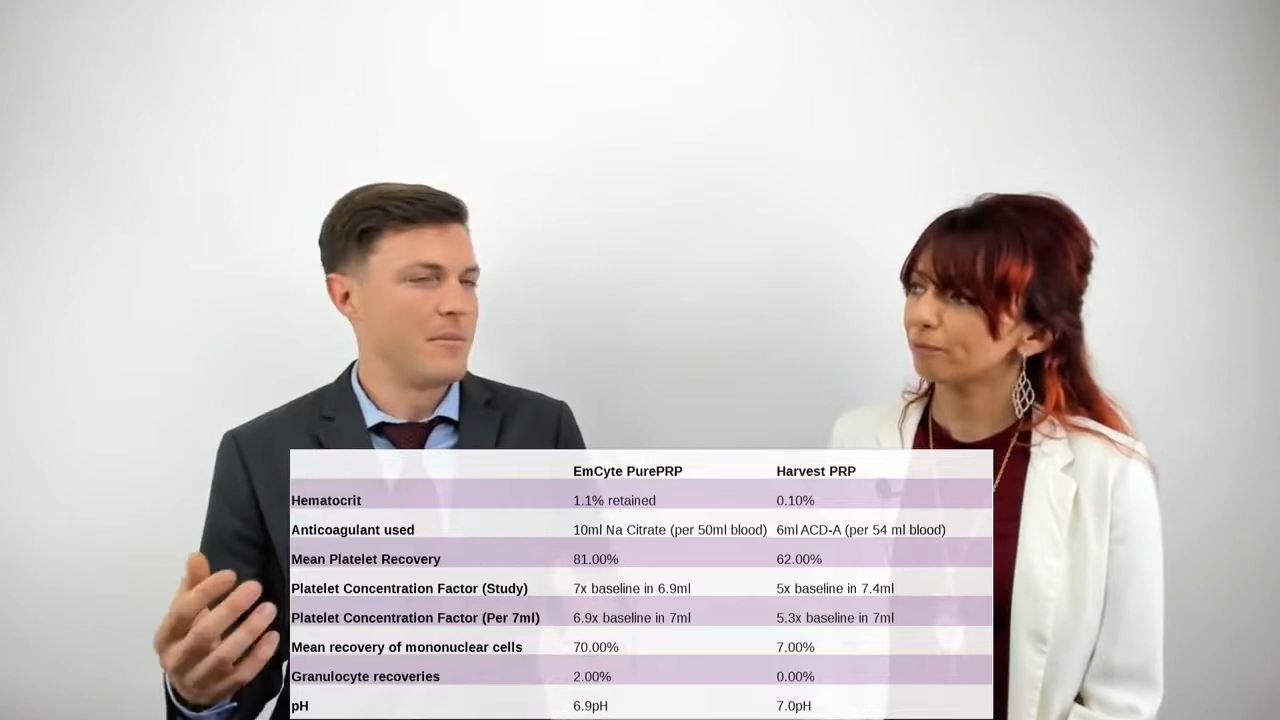 EmCyte PurePRP Harvest PRP
Hematocrit 1.1% retained 0.10%
Anticoagulant used 10ml Na Citrate (per 50ml blood) 6ml ACD-A (per 54 ml blood)
Mean Platelet Recovery 81.00% 62.00%
Platelet Concentration Factor (Study) 7x baseline in 6.9ml 5x baseline in 7.4ml
Platelet Concentration Factor (Per 7ml) 6.9x baseline in 7ml 5.3x baseline in 7ml
Mean recovery of mononuclear cells 70.00% 7.00%
Granulocyte recoveries 2.00% 0.00%
pH 6.9pH 7.0pH